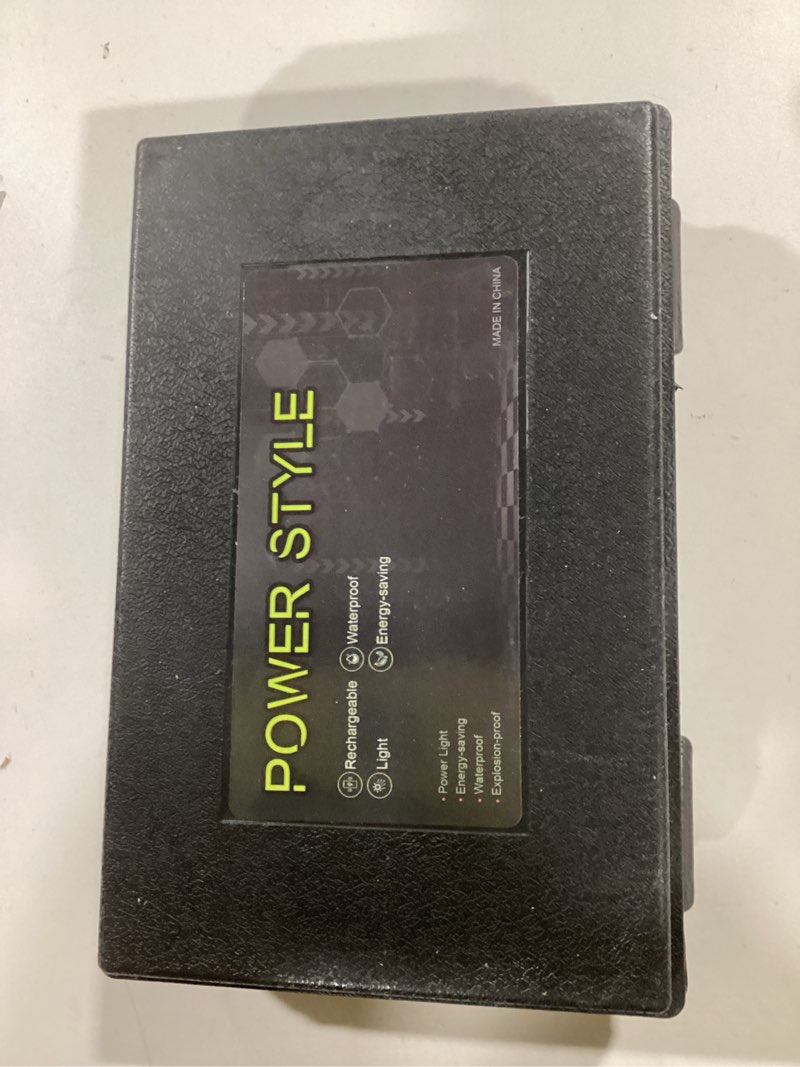 POWER STYLE
Rechargeable Waterproof
Light Energy-saving
• Power Light
• Energy-saving
• Waterproof
• Explosion-proof
MADE IN CHINA